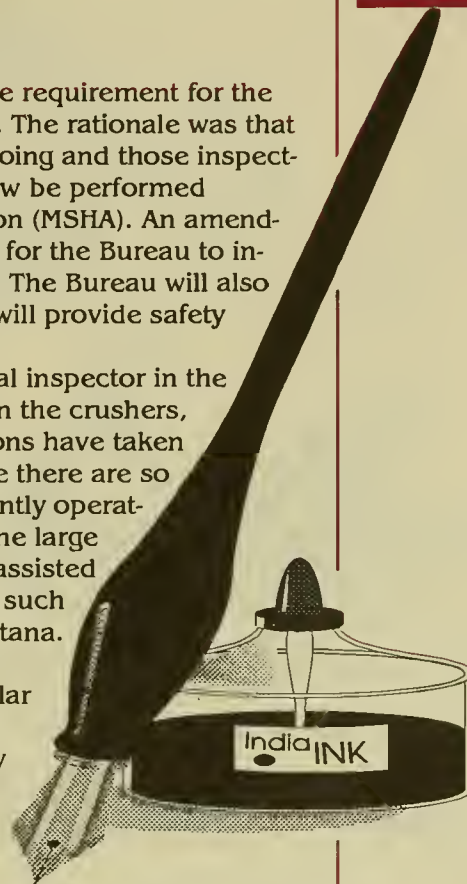 e requirement for the
. The rationale was that
oing and those inspect-
w be performed
on (MSHA). An amend-
for the Bureau to in-
The Bureau will also
will provide safety
al inspector in the
n the crushers,
ons have taken
e there are so
ntly operat-
ne large
assisted
such
tana.
lar
India INK